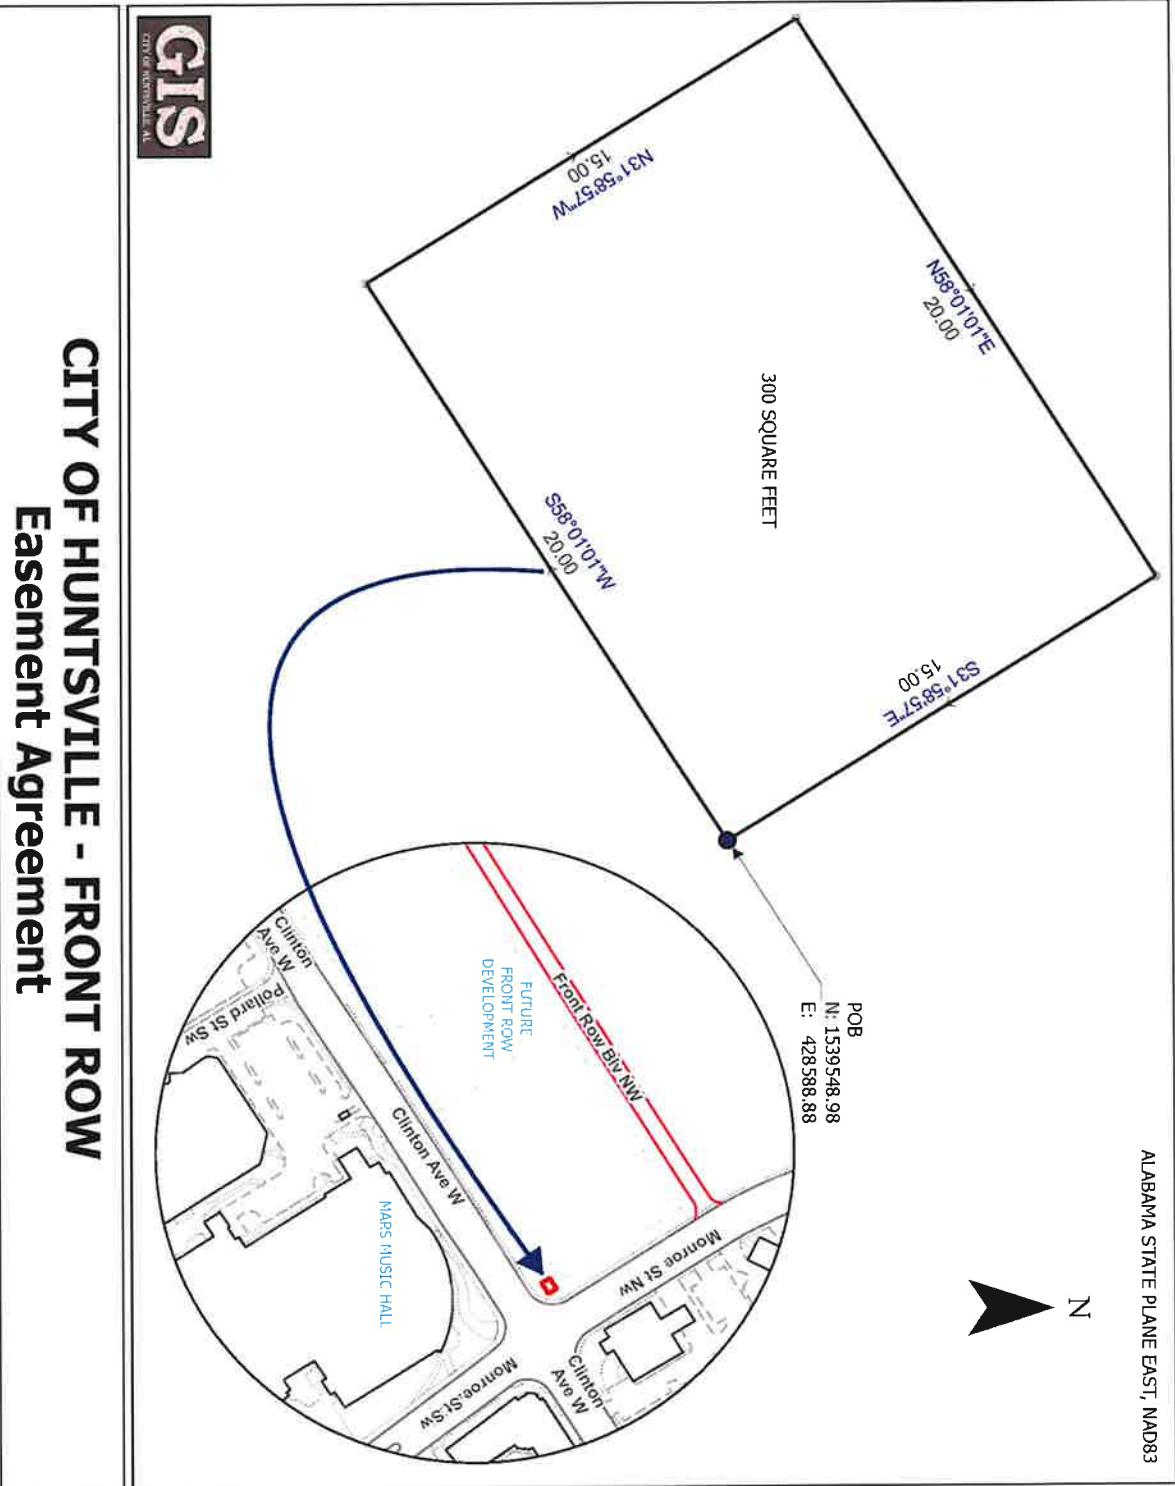 ALABAMA STATE PLANE EAST, NAD83
N
POB
N: 1539548.98
E: 428588.88
N58°01'01"E
20.00
S31°58'57"E
15.00
300 SQUARE FEET
N31°58'57"W
15.00
S58°01'01"W
20.00
Front Row Blv NW
Monroe St Nw
FUTURE
FRONT ROW
DEVELOPMENT
Clinton
Ave W
Clinton Ave W
Clinton
Ave W
Pollard St Sw
MARS MUSIC HALL
Monroe St Sw
GIS
CITY OF HUNTSVILLE, AL
CITY OF HUNTSVILLE - FRONT ROW
Easement Agreement